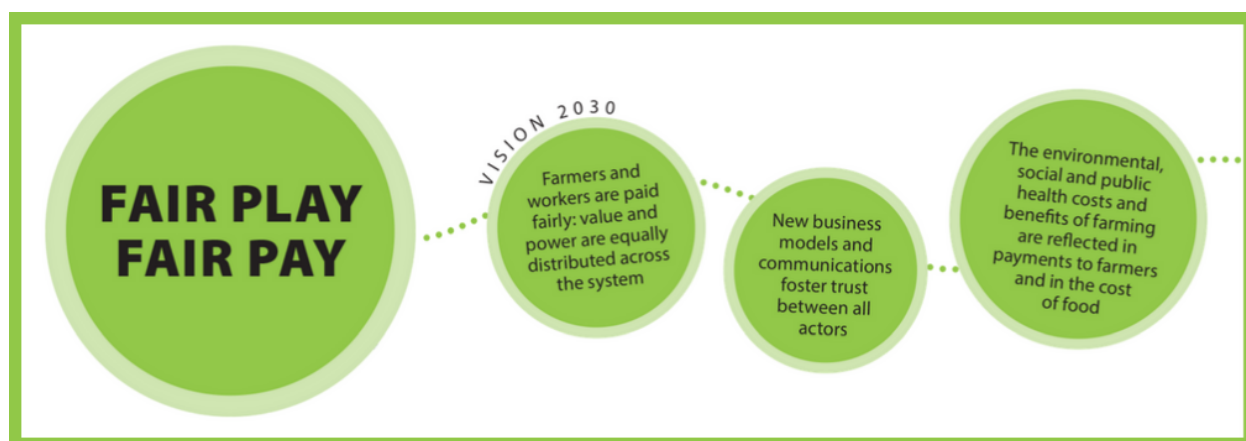 FAIR PLAY
FAIR PAY
VISION 2030
Farmers and
workers are paid
fairly: value and
power are equally
distributed across
the system
New business
models and
communications
foster trust
between all
actors
The environmental,
social and public
health costs and
benefits of farming
are reflected in
payments to farmers
and in the cost
of food